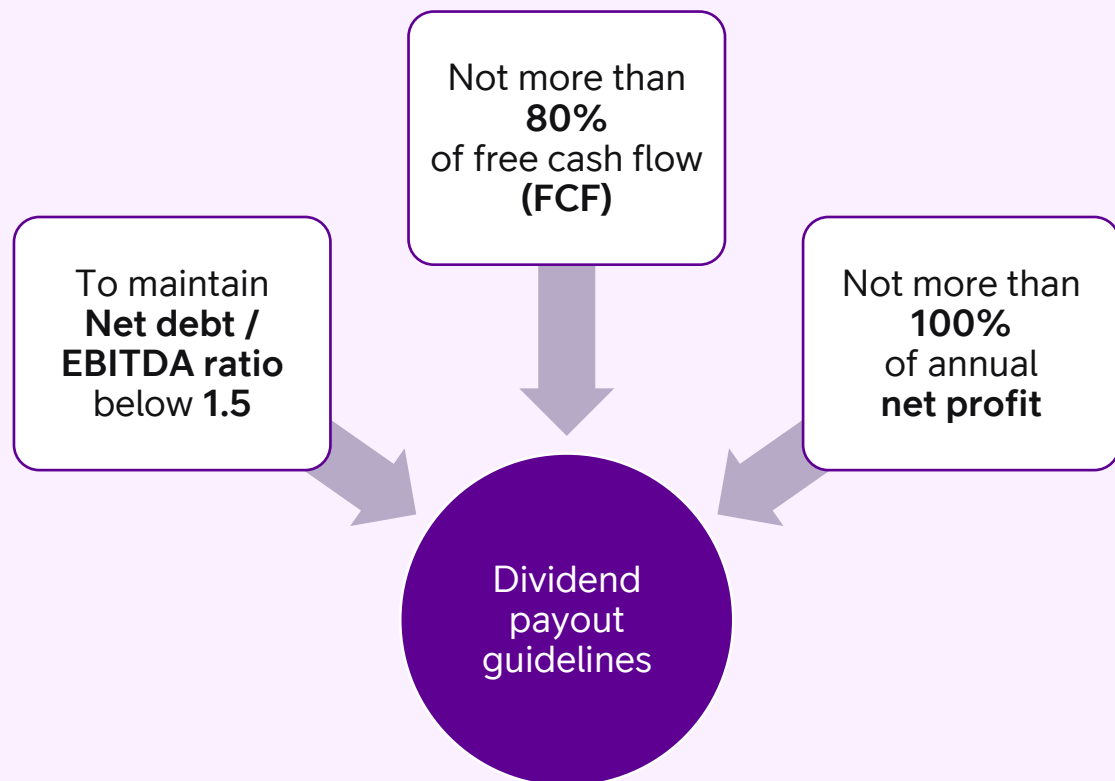 Not more than
80%
of free cash flow
(FCF)
To maintain
Net debt /
EBITDA ratio
below 1.5
Not more than
100%
of annual
net profit
Dividend
payout
guidelines